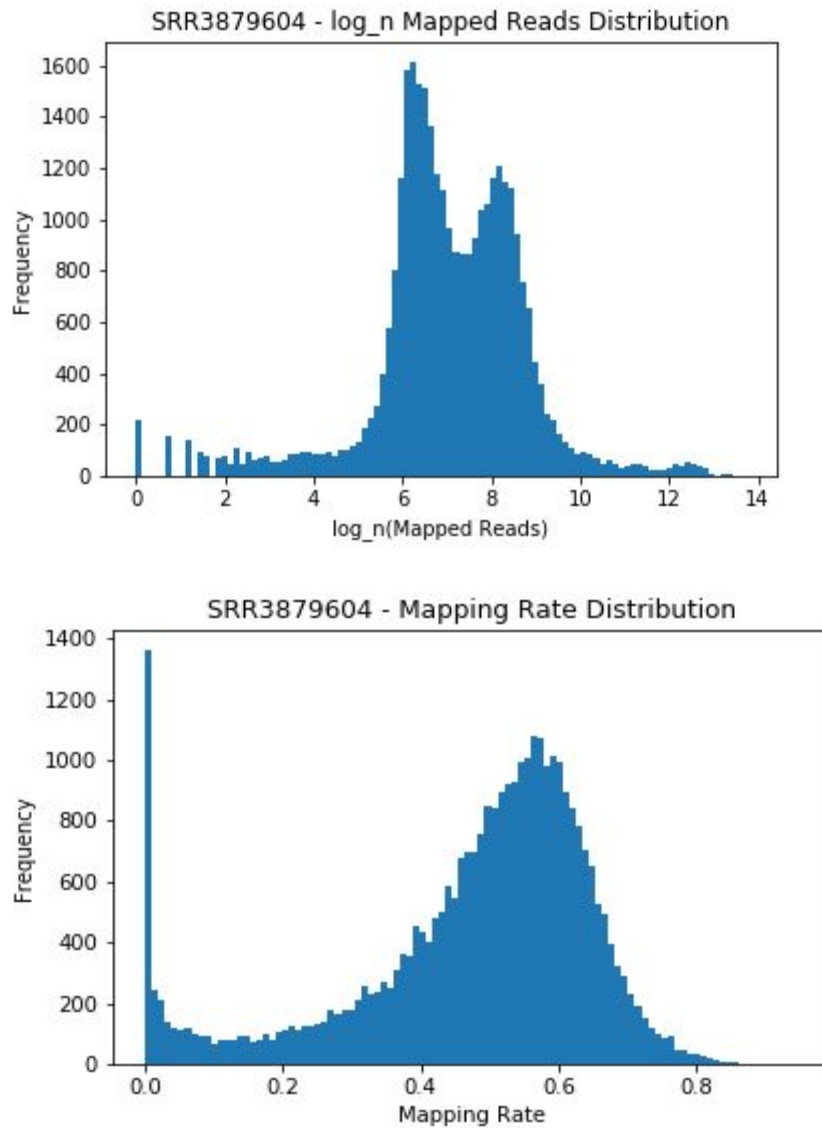 SRR3879604 - log_n Mapped Reads Distribution
1600
1400
1200
1000
800
600
400
200
0
Frequency
0 2 4 6 8 10 12 14
log_n(Mapped Reads)
SRR3879604 - Mapping Rate Distribution
1400
1200
1000
800
600
400
200
0
Frequency
0.0 0.2 0.4 0.6 0.8
Mapping Rate